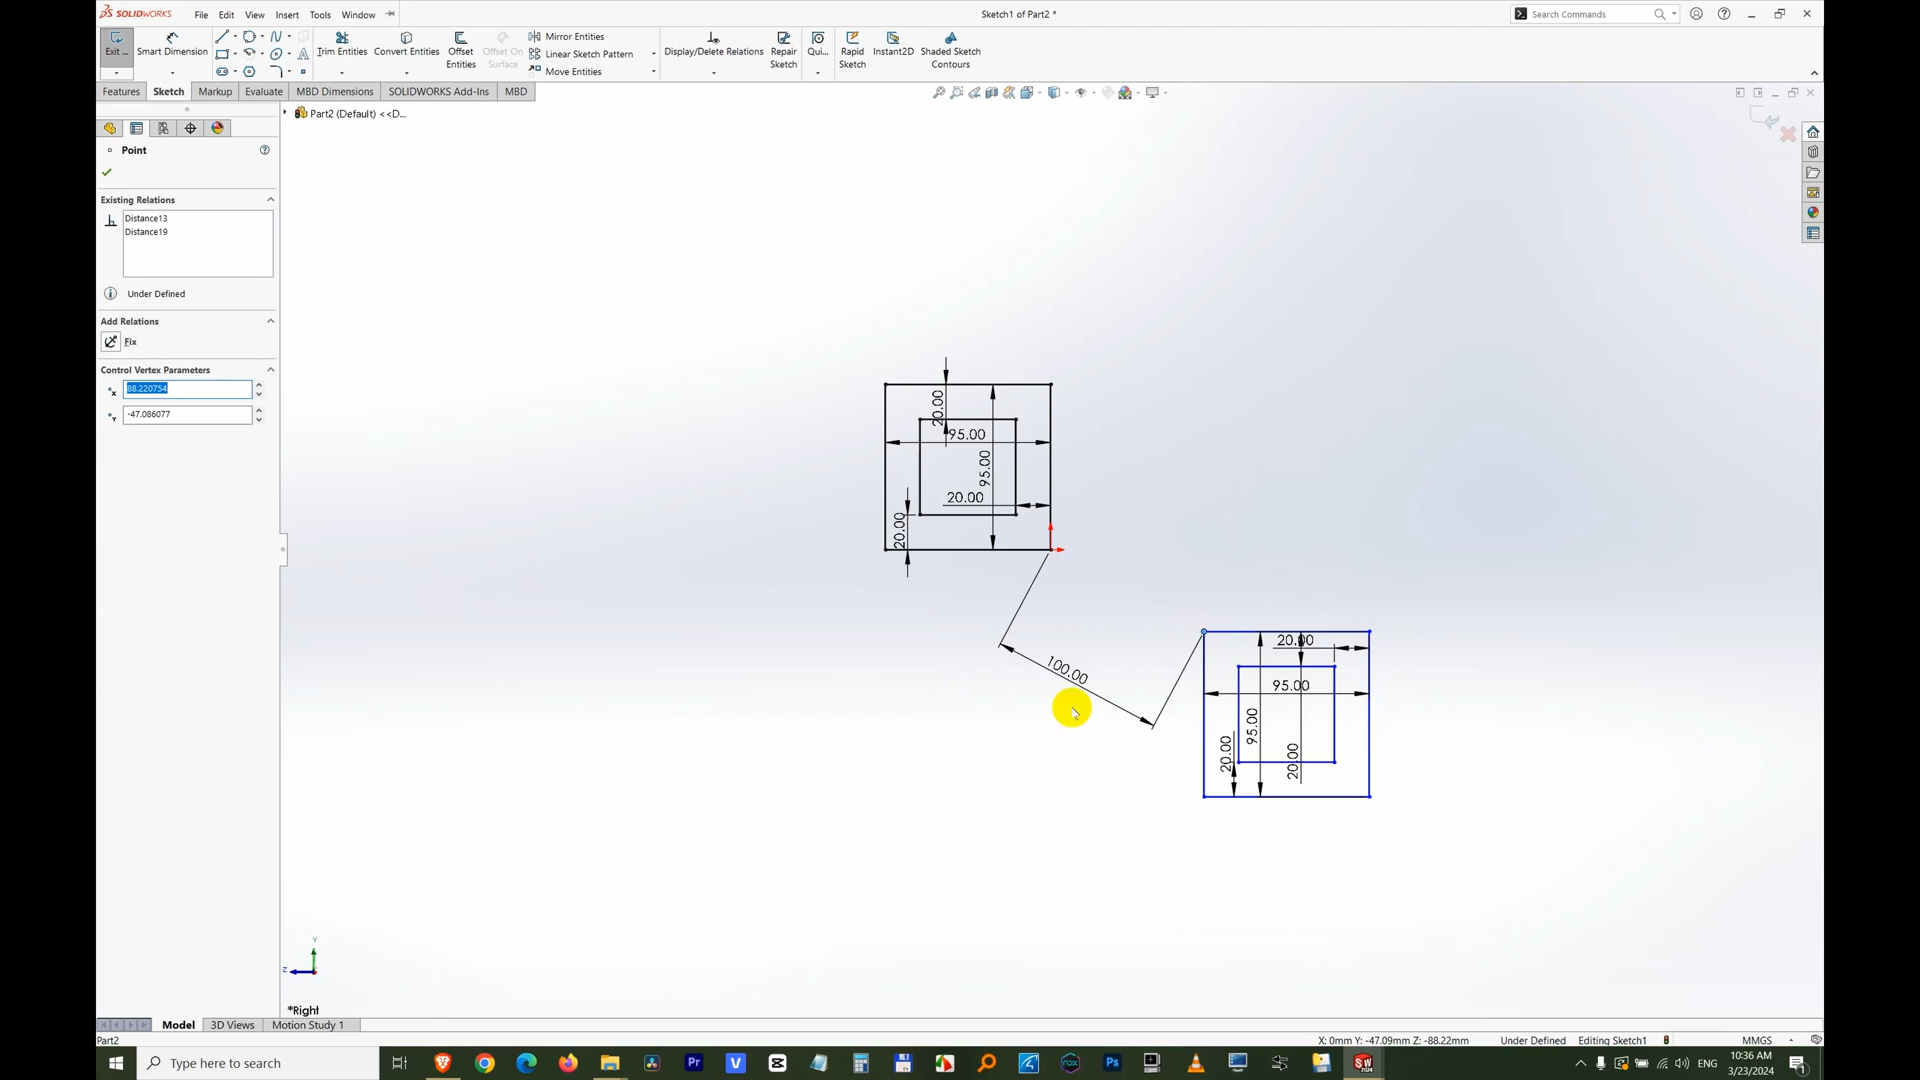 SOLIDWORKS File Edit View Insert Tools Window Sketch1 of Part2 * Search Commands
Exit ... Smart Dimension Trim Entities Convert Entities Offset Entities Offset On Surface Mirror Entities Linear Sketch Pattern Move Entities Display/Delete Relations Repair Sketch Qui... Rapid Sketch Instant2D Shaded Sketch Contours
Features Sketch Markup Evaluate MBD Dimensions SOLIDWORKS Add-Ins MBD
Part2 (Default) <<D...
Point
Existing Relations
Distance13
Distance19
Under Defined
Add Relations
Fix
Control Vertex Parameters
88.220754
-47.086077
20.00
95.00
95.00
20.00
20.00
100.00
20.00
95.00
95.00
20.00
20.00
Y
Z
*Right
Model 3D Views Motion Study 1
Part2 X: 0mm Y: -47.09mm Z: -88.22mm Under Defined Editing Sketch1 MMGS
Type here to search ENG 10:36 AM
3/23/2024